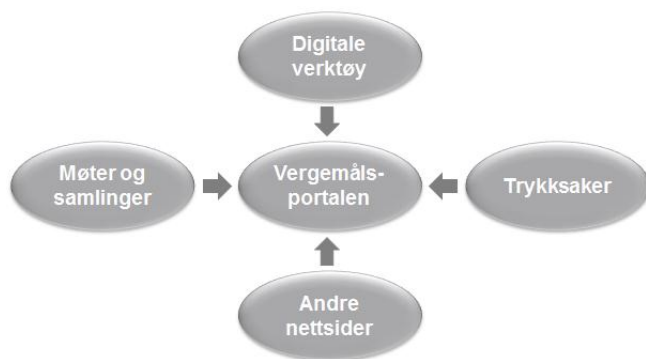 Digitale
verktøy
Møter og
samlinger
Vergemåls-
portalen
Trykksaker
Andre
nettsider